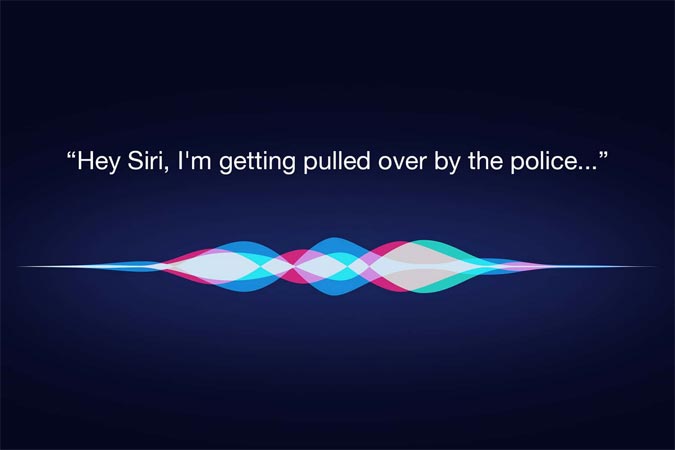 “Hey Siri, I'm getting pulled over by the police...”